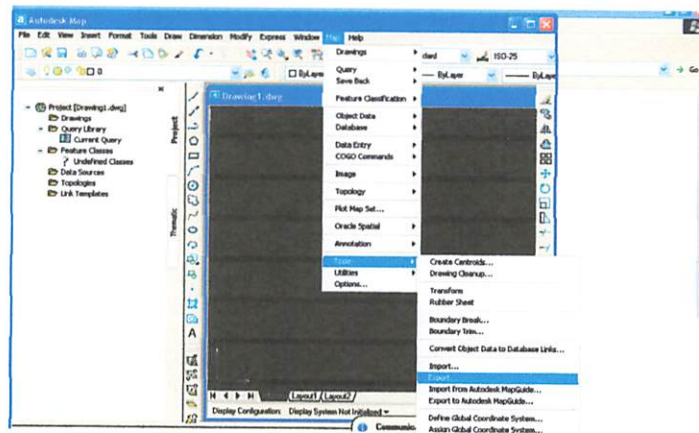 Autodesk Map
File Edit View Insert Format Tools Draw Dimension Modify Express Window Map Help
ISO-25
0
ByLayer
ByLayer
Go
Project [Drawing1.dwg]
Drawings
Query Library
Current Query
Feature Classes
Undefined Classes
Data Sources
Topologies
Link Templates
Project
Thematic
Drawing1.dwg
Drawings
Query
Save Back
Feature Classification
Object Data
Database
Data Entry
COGO Commands
Image
Topology
Plot Map Set...
Oracle Spatial
Annotation
Tools
Utilities
Options...
Create Centroids...
Drawing Cleanup...
Transform
Rubber Sheet
Boundary Break...
Boundary Trim...
Convert Object Data to Database Links...
Import...
Export...
Import from Autodesk MapGuide...
Export to Autodesk MapGuide...
Define Global Coordinate System...
Assign Global Coordinate System...
A
Layout1 Layout2
Display Configuration: Display System Not Initialized